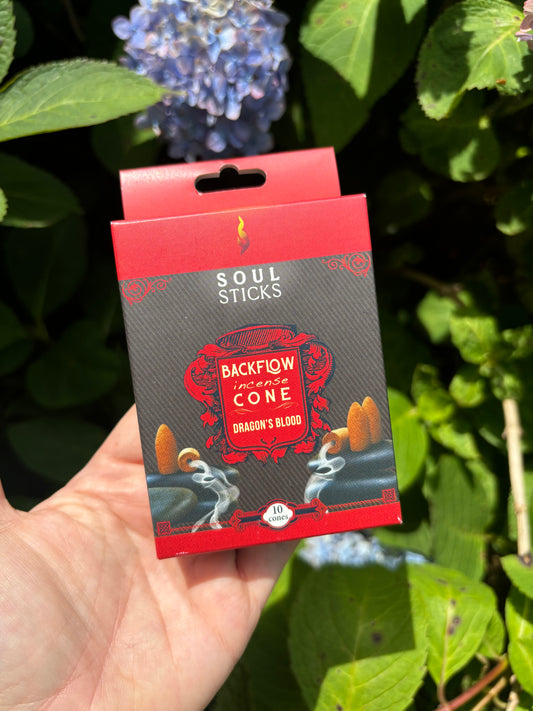 SOUL
STICKS
BACKFLOW
incense
CONE
DRAGON'S BLOOD
10
cones